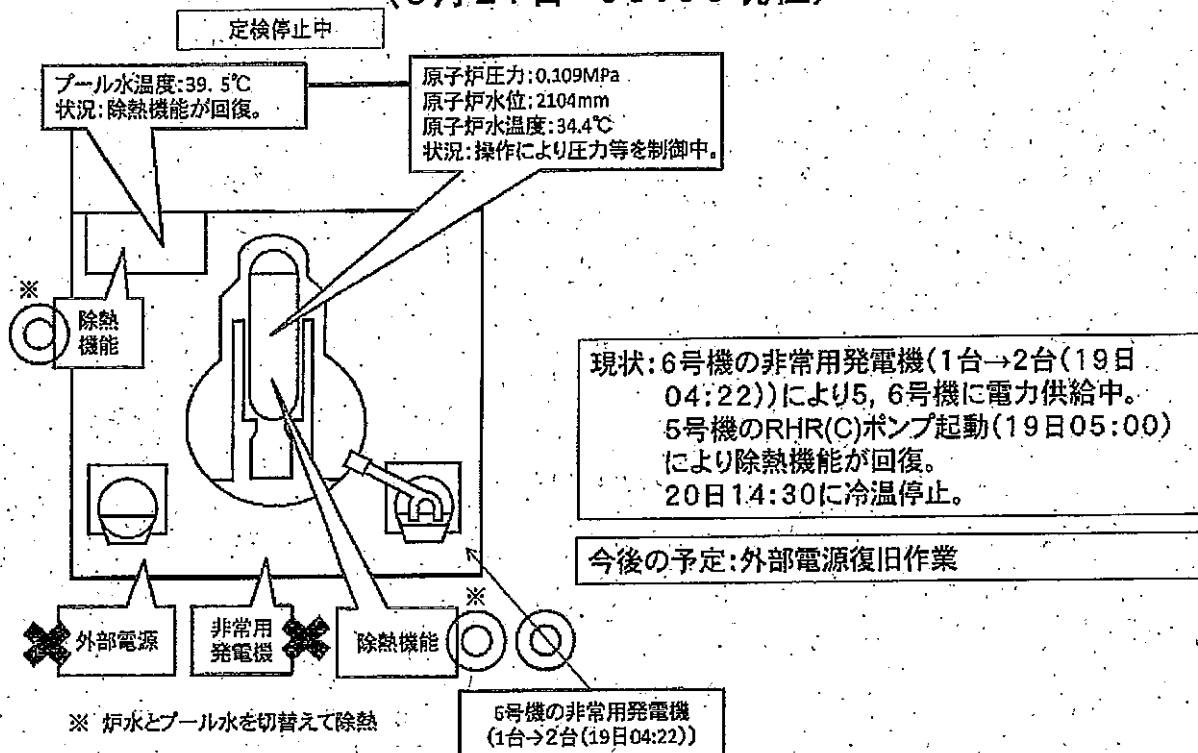 定検停止中
プール水温度:39.5℃
状況:除熱機能が回復。
原子炉圧力:0.109MPa
原子炉水位:2104mm
原子炉水温度:34.4℃
状況:操作により圧力等を制御中。
※
除熱
機能
現状:6号機の非常用発電機(1台→2台(19日
04:22))により5,6号機に電力供給中。
5号機のRHR(C)ポンプ起動(19日05:00)
により除熱機能が回復。
20日14:30に冷温停止。
今後の予定:外部電源復旧作業
外部電源
非常用
発電機
除熱機能
※
※ 炉水とプール水を切替えて除熱
6号機の非常用発電機
(1台→2台(19日04:22))